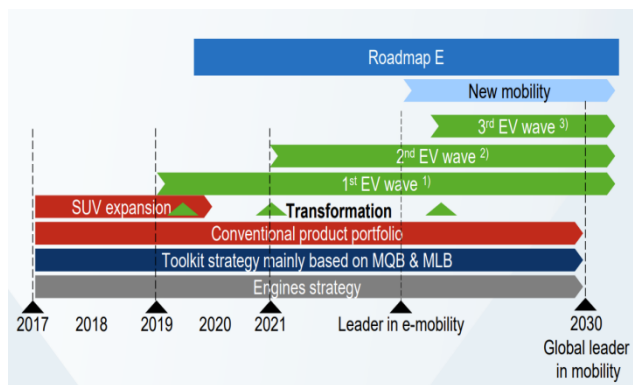 Roadmap E
New mobility
3rd EV wave 3)
2nd EV wave 2)
1st EV wave 1)
SUV expansion
Transformation
Conventional product portfolio
Toolkit strategy mainly based on MQB & MLB
Engines strategy
2017 2018 2019 2020 2021 Leader in e-mobility 2030
Global leader
in mobility